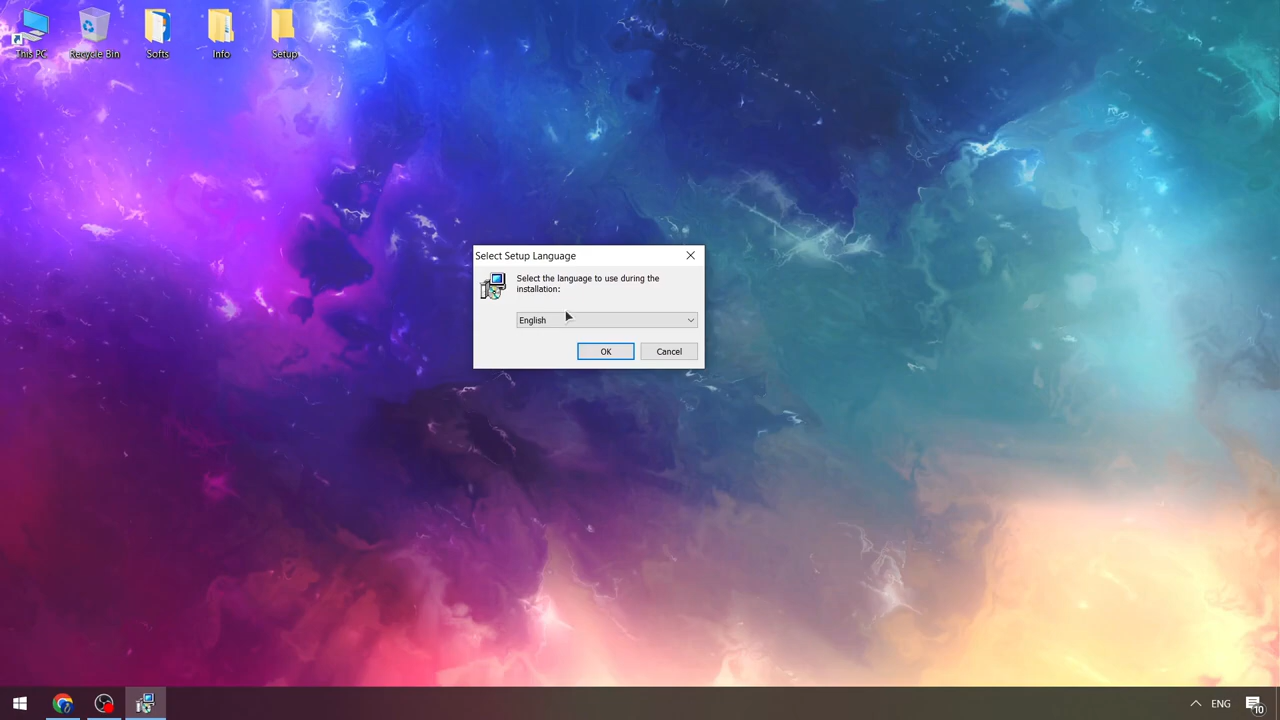 This PC
Recycle Bin
Softs
Info
Setup
Select Setup Language
Select the language to use during the
installation:
English
OK
Cancel
ENG
10